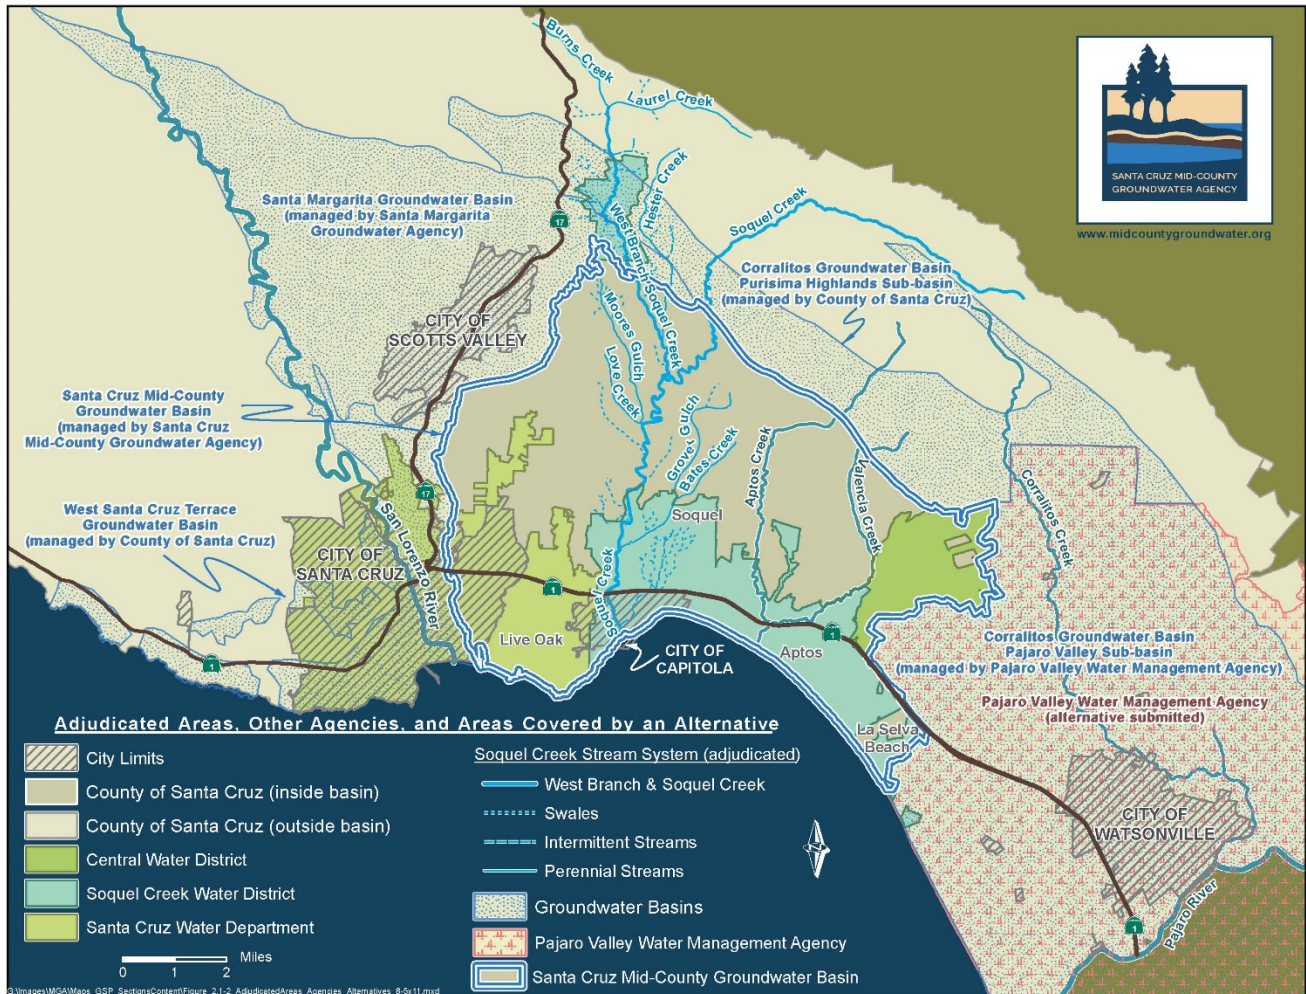 Burns Creek
Laurel Creek
Hester Creek
West Branch Soquel Creek
Soquel Creek
SANTA CRUZ MID-COUNTY
GROUNDWATER AGENCY
www.midcountygroundwater.org
Santa Margarita Groundwater Basin
(managed by Santa Margarita
Groundwater Agency)
17
Corralitos Groundwater Basin
Purisima Highlands Sub-basin
(managed by County of Santa Cruz)
CITY OF
SCOTTS VALLEY
Moores Gulch
Love Creek
Grover Gulch
Bates Creek
Aptos Creek
Valencia Creek
Corralitos Creek
Santa Cruz Mid-County
Groundwater Basin
(managed by Santa Cruz
Mid-County Groundwater Agency)
17
West Santa Cruz Terrace
Groundwater Basin
(managed by County of Santa Cruz)
CITY OF
SANTA CRUZ
San Lorenzo River
Soquel
Soquel Creek
1
1
1
Live Oak
CITY OF
CAPITOLA
Aptos
La Selva
Beach
Corralitos Groundwater Basin
Pajaro Valley Sub-basin
(managed by Pajaro Valley Water Management Agency)
Pajaro Valley Water Management Agency
(alternative submitted)
CITY OF
WATSONVILLE
Pajaro River
1
Adjudicated Areas, Other Agencies, and Areas Covered by an Alternative
City Limits
County of Santa Cruz (inside basin)
County of Santa Cruz (outside basin)
Central Water District
Soquel Creek Water District
Santa Cruz Water Department
0 1 2 Miles
Soquel Creek Stream System (adjudicated)
West Branch & Soquel Creek
Swales
Intermittent Streams
Perennial Streams
Groundwater Basins
Pajaro Valley Water Management Agency
Santa Cruz Mid-County Groundwater Basin
G:\Images\MGA\Maps_GSP_SectionsContent\Figure_2.1-2_AdjudicatedAreas_Agencies_Alternatives_8-5x11.mxd